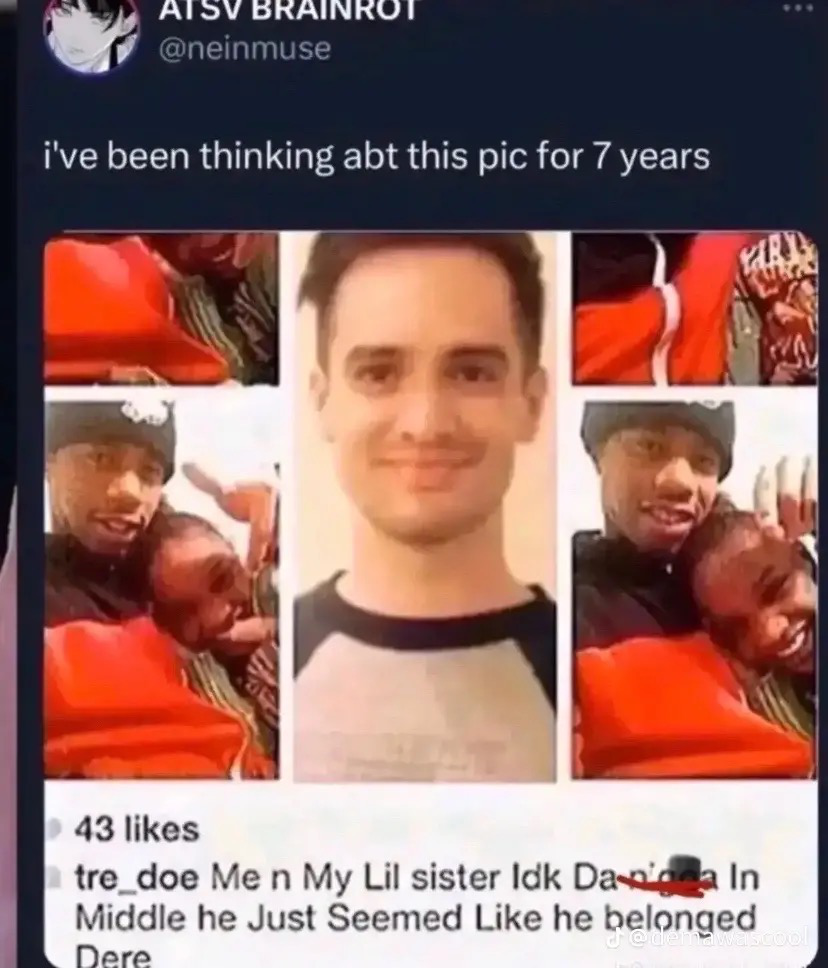 ATSV BRAINROT
@neinmuse
i've been thinking abt this pic for 7 years
43 likes
tre_doe Me n My Lil sister Idk Da In
Middle he Just Seemed Like he belonged
Dere
@demawascool